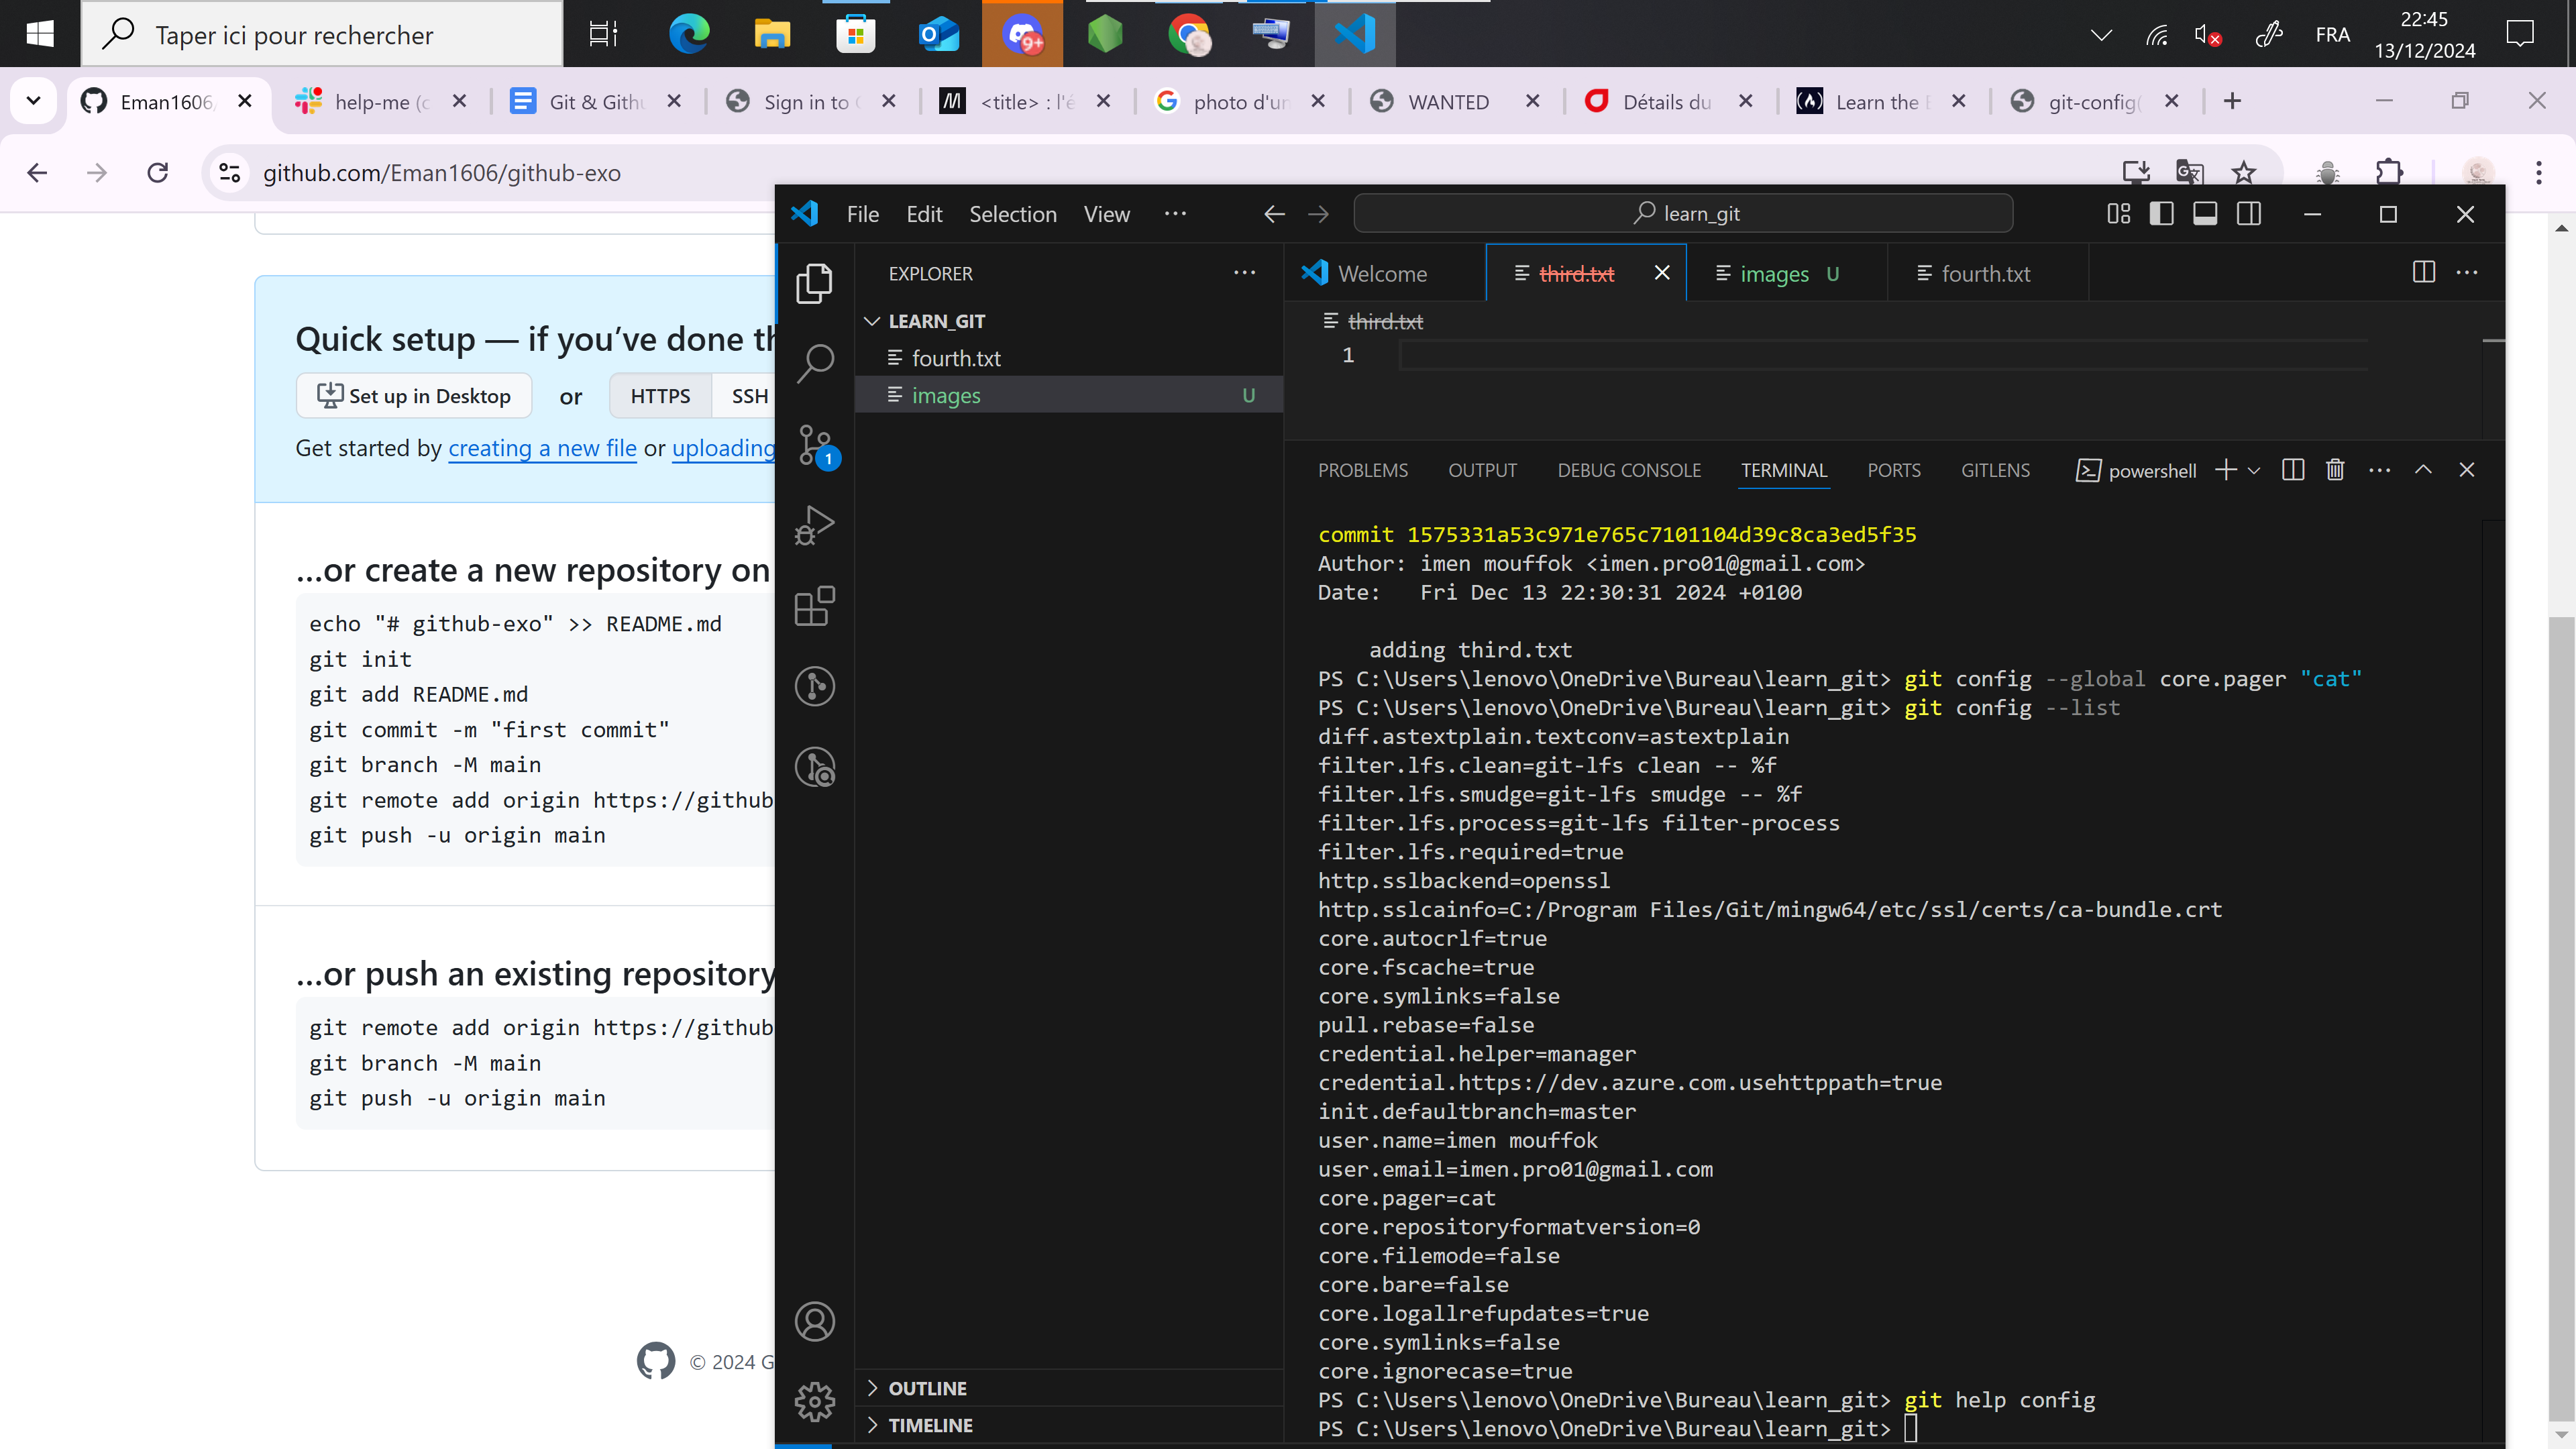 Taper ici pour rechercher
9+
FRA
22:45
13/12/2024
Eman1606/
help-me (c
Git & Githu
Sign in to
<title> : l'é
photo d'un
WANTED
Détails du
Learn the
git-config(
github.com/Eman1606/github-exo
Quick setup — if you've done th
Set up in Desktop
or
HTTPS
SSH
Get started by creating a new file or uploading
...or create a new repository on
echo "# github-exo" >> README.md
git init
git add README.md
git commit -m "first commit"
git branch -M main
git remote add origin https://github
git push -u origin main
...or push an existing repository
git remote add origin https://github
git branch -M main
git push -u origin main
© 2024 G
File
Edit
Selection
View
learn_git
EXPLORER
LEARN_GIT
fourth.txt
images
U
1
OUTLINE
TIMELINE
Welcome
third.txt
images
U
fourth.txt
third.txt
1
PROBLEMS
OUTPUT
DEBUG CONSOLE
TERMINAL
PORTS
GITLENS
powershell
commit 1575331a53c971e765c7101104d39c8ca3ed5f35
Author: imen mouffok <imen.pro01@gmail.com>
Date:   Fri Dec 13 22:30:31 2024 +0100
adding third.txt
PS C:\Users\lenovo\OneDrive\Bureau\learn_git> git config --global core.pager "cat"
PS C:\Users\lenovo\OneDrive\Bureau\learn_git> git config --list
diff.astextplain.textconv=astextplain
filter.lfs.clean=git-lfs clean -- %f
filter.lfs.smudge=git-lfs smudge -- %f
filter.lfs.process=git-lfs filter-process
filter.lfs.required=true
http.sslbackend=openssl
http.sslcainfo=C:/Program Files/Git/mingw64/etc/ssl/certs/ca-bundle.crt
core.autocrlf=true
core.fscache=true
core.symlinks=false
pull.rebase=false
credential.helper=manager
credential.https://dev.azure.com.usehttppath=true
init.defaultbranch=master
user.name=imen mouffok
user.email=imen.pro01@gmail.com
core.pager=cat
core.repositoryformatversion=0
core.filemode=false
core.bare=false
core.logallrefupdates=true
core.symlinks=false
core.ignorecase=true
PS C:\Users\lenovo\OneDrive\Bureau\learn_git> git help config
PS C:\Users\lenovo\OneDrive\Bureau\learn_git>